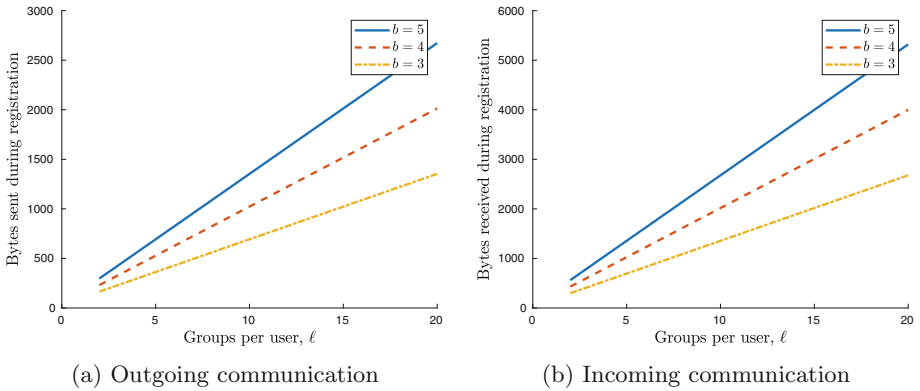 3000
2500
2000
1500
1000
500
0
0 5 10 15 20
Bytes sent during registration
Groups per user, ℓ
b = 5
b = 4
b = 3
(a) Outgoing communication
6000
5000
4000
3000
2000
1000
0
0 5 10 15 20
Bytes received during registration
Groups per user, ℓ
b = 5
b = 4
b = 3
(b) Incoming communication